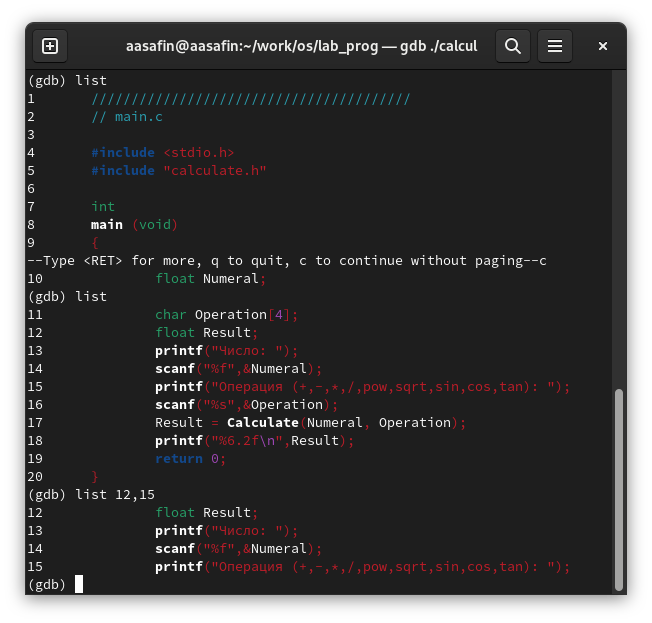 aasafin@aasafin:~/work/os/lab_prog — gdb ./calcul
(gdb) list
1       ////////////////////////////////////////
2       // main.c
3
4       #include <stdio.h>
5       #include "calculate.h"
6
7       int
8       main (void)
9       {
--Type <RET> for more, q to quit, c to continue without paging--c
10              float Numeral;
(gdb) list
11              char Operation[4];
12              float Result;
13              printf("Число: ");
14              scanf("%f",&Numeral);
15              printf("Операция (+,-,*,/,pow,sqrt,sin,cos,tan): ");
16              scanf("%s",&Operation);
17              Result = Calculate(Numeral, Operation);
18              printf("%6.2f\n",Result);
19              return 0;
20      }
(gdb) list 12,15
12              float Result;
13              printf("Число: ");
14              scanf("%f",&Numeral);
15              printf("Операция (+,-,*,/,pow,sqrt,sin,cos,tan): ");
(gdb)